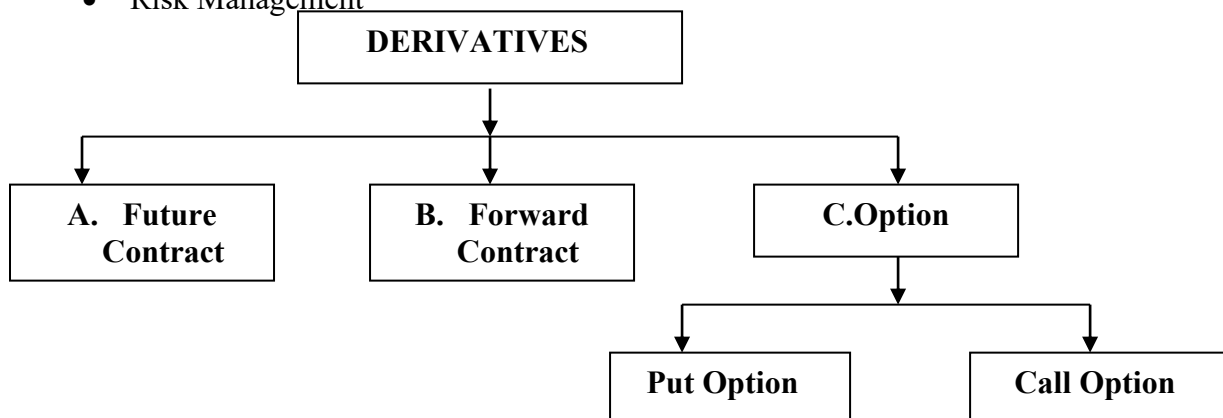 • Risk Management
DERIVATIVES
A. Future
Contract
B. Forward
Contract
C.Option
Put Option
Call Option